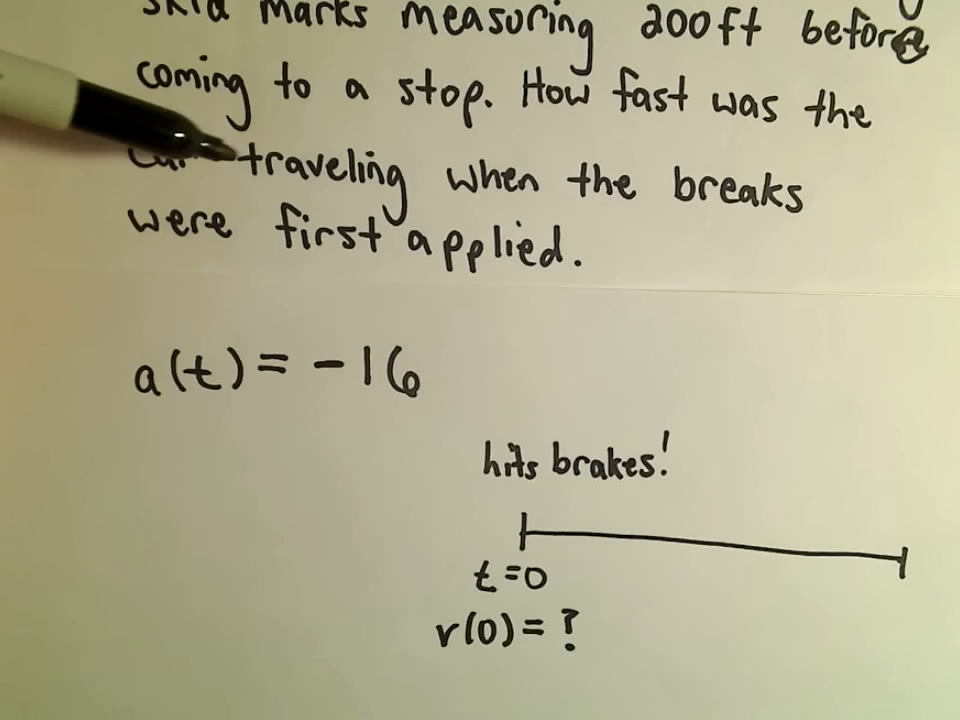 skid marks measuring 200ft before
coming to a stop. How fast was the
traveling when the breaks
were first applied.
a(t) = -16
hits brakes!
t=0
v(0) = ?